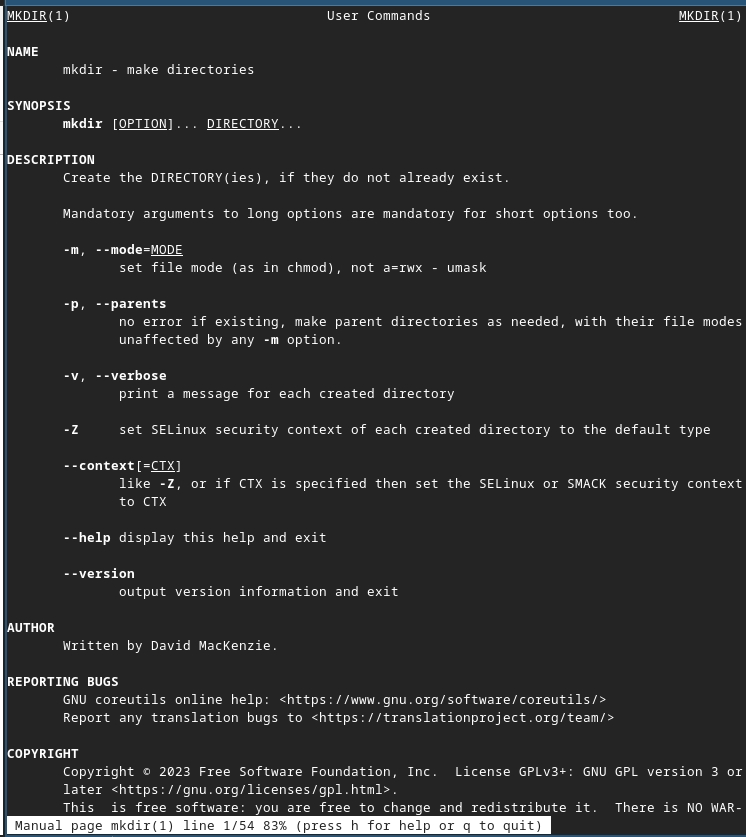 MKDIR(1)                                User Commands                               MKDIR(1)
NAME
       mkdir - make directories
SYNOPSIS
       mkdir [OPTION]... DIRECTORY...
DESCRIPTION
       Create the DIRECTORY(ies), if they do not already exist.
       Mandatory arguments to long options are mandatory for short options too.
       -m, --mode=MODE
              set file mode (as in chmod), not a=rwx - umask
       -p, --parents
              no error if existing, make parent directories as needed, with their file modes
              unaffected by any -m option.
       -v, --verbose
              print a message for each created directory
       -Z     set SELinux security context of each created directory to the default type
       --context[=CTX]
              like -Z, or if CTX is specified then set the SELinux or SMACK security context
              to CTX
       --help display this help and exit
       --version
              output version information and exit
AUTHOR
       Written by David MacKenzie.
REPORTING BUGS
       GNU coreutils online help: <https://www.gnu.org/software/coreutils/>
       Report any translation bugs to <https://translationproject.org/team/>
COPYRIGHT
       Copyright © 2023 Free Software Foundation, Inc.  License GPLv3+: GNU GPL version 3 or
       later <https://gnu.org/licenses/gpl.html>.
       This  is free software: you are free to change and redistribute it.  There is NO WAR-
 Manual page mkdir(1) line 1/54 83% (press h for help or q to quit)